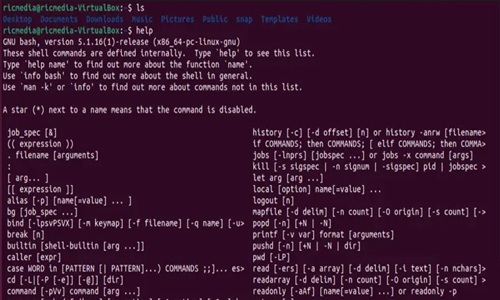 ricmedia@ricmedia-VirtualBox:~$ ls
Desktop Documents Downloads Music Pictures Public snap Templates Videos
ricmedia@ricmedia-VirtualBox:~$ help
GNU bash, version 5.1.16(1)-release (x86_64-pc-linux-gnu)
These shell commands are defined internally.  Type `help' to see this list.
Type `help name' to find out more about the function `name'.
Use `info bash' to find out more about the shell in general.
Use `man -k' or `info' to find out more about commands not in this list.
A star (*) next to a name means that the command is disabled.
job_spec [&]
(( expression ))
. filename [arguments]
:
[ arg... ]
[[ expression ]]
alias [-p] [name[=value] ... ]
bg [job_spec ...]
bind [-lpsvPSVX] [-m keymap] [-f filename] [-q name] [-u>
break [n]
builtin [shell-builtin [arg ...]]
caller [expr]
case WORD in [PATTERN [| PATTERN]...) COMMANDS ;;]... es>
cd [-L|[-P [-e]] [-@]] [dir]
command [-pVv] command [arg ...]
history [-c] [-d offset] [n] or history -anrw [filename>
if COMMANDS; then COMMANDS; [ elif COMMANDS; then COMMA>
jobs [-lnprs] [jobspec ...] or jobs -x command [args]
kill [-s sigspec | -n signum | -sigspec] pid | jobspec >
let arg [arg ...]
local [option] name[=value] ...
logout [n]
mapfile [-d delim] [-n count] [-O origin] [-s count] [->
popd [-n] [+N | -N]
printf [-v var] format [arguments]
pushd [-n] [+N | -N | dir]
pwd [-LP]
read [-ers] [-a array] [-d delim] [-i text] [-n nchars]>
readarray [-d delim] [-n count] [-O origin] [-s count] >
readonly [-aAf] [name[=value] ...] or readonly -p